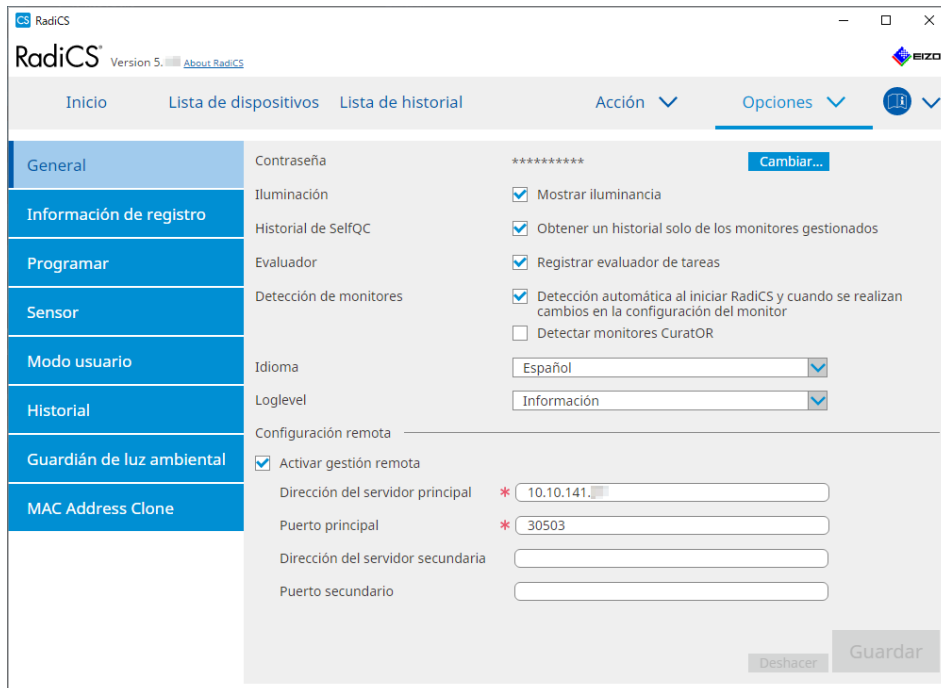 CS RadiCS
RadiCS® Version 5. About RadiCS
EIZO
Inicio Lista de dispositivos Lista de historial Acción Opciones
General
Información de registro
Programar
Sensor
Modo usuario
Historial
Guardián de luz ambiental
MAC Address Clone
Contraseña ********** Cambiar...
Iluminación Mostrar iluminancia
Historial de SelfQC Obtener un historial solo de los monitores gestionados
Evaluador Registrar evaluador de tareas
Detección de monitores Detección automática al iniciar RadiCS y cuando se realizan
cambios en la configuración del monitor
Detectar monitores CuratOR
Idioma Español
Loglevel Información
Configuración remota
Activar gestión remota
Dirección del servidor principal * 10.10.141.
Puerto principal * 30503
Dirección del servidor secundaria
Puerto secundario
Deshacer Guardar